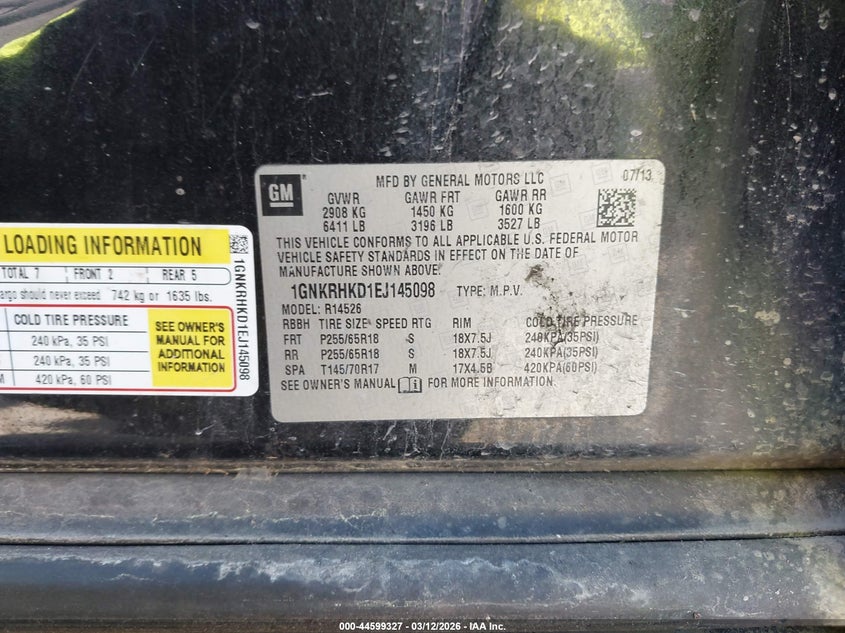 LOADING INFORMATION
TOTAL 7 FRONT 2 REAR 5
argo should never exceed 742 kg or 1635 lbs.
COLD TIRE PRESSURE
240 kPa, 35 PSI
240 kPa, 35 PSI
420 kPa, 60 PSI
SEE OWNER'S
MANUAL FOR
ADDITIONAL
INFORMATION
1GNKRHKD1EJ145098
GM
MFD BY GENERAL MOTORS LLC 07/13
GVWR GAWR FRT GAWR RR
2908 KG 1450 KG 1600 KG
6411 LB 3196 LB 3527 LB
THIS VEHICLE CONFORMS TO ALL APPLICABLE U.S. FEDERAL MOTOR
VEHICLE SAFETY STANDARDS IN EFFECT ON THE DATE OF
MANUFACTURE SHOWN ABOVE.
1GNKRHKD1EJ145098 TYPE: M.P.V.
MODEL: R14526
RBBH TIRE SIZE SPEED RTG RIM COLD TIRE PRESSURE
FRT P255/65R18 S 18X7.5J 240KPA(35PSI)
RR P255/65R18 S 18X7.5J 240KPA(35PSI)
SPA T145/70R17 M 17X4.5B 420KPA(60PSI)
SEE OWNER'S MANUAL FOR MORE INFORMATION
000-44599327 - 03/12/2026 - IAA Inc.